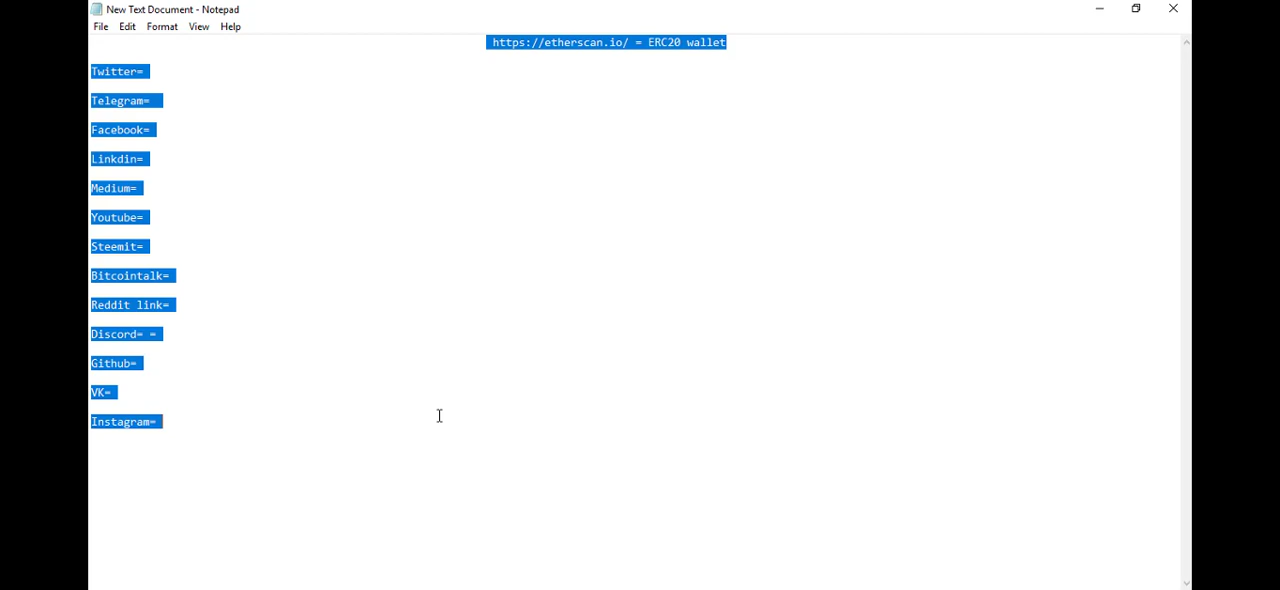 New Text Document - Notepad
File Edit Format View Help
https://etherscan.io/ = ERC20 wallet
Twitter=
Telegram=
Facebook=
Linkdin=
Medium=
Youtube=
Steemit=
Bitcointalk=
Reddit link=
Discord= =
Github=
VK=
Instagram=